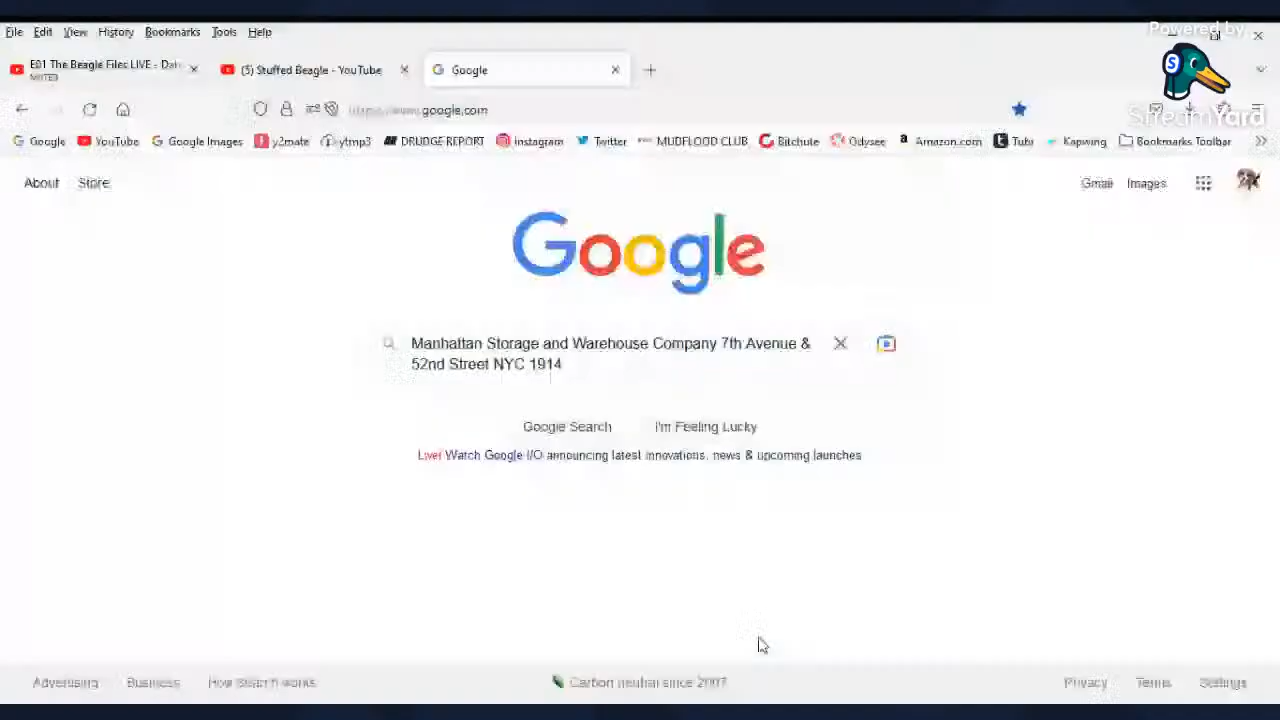 File Edit View History Bookmarks Tools Help
Powered by
E01 The Beagle Files LIVE - Dat
MUTED
(5) Stuffed Beagle - YouTube
Google
https://www.google.com
StreamYard
Google YouTube Google Images y2mate ytmp3 DRUDGE REPORT Instagram Twitter MUDFLOOD CLUB Bitchute Odysee Amazon.com Tubi Kapwing Bookmarks Toolbar
About Store
Gmail Images
Google
Manhattan Storage and Warehouse Company 7th Avenue &
52nd Street NYC 1914
Google Search I'm Feeling Lucky
Live! Watch Google I/O announcing latest innovations, news & upcoming launches
Advertising Business How Search works
Carbon neutral since 2007
Privacy Terms Settings